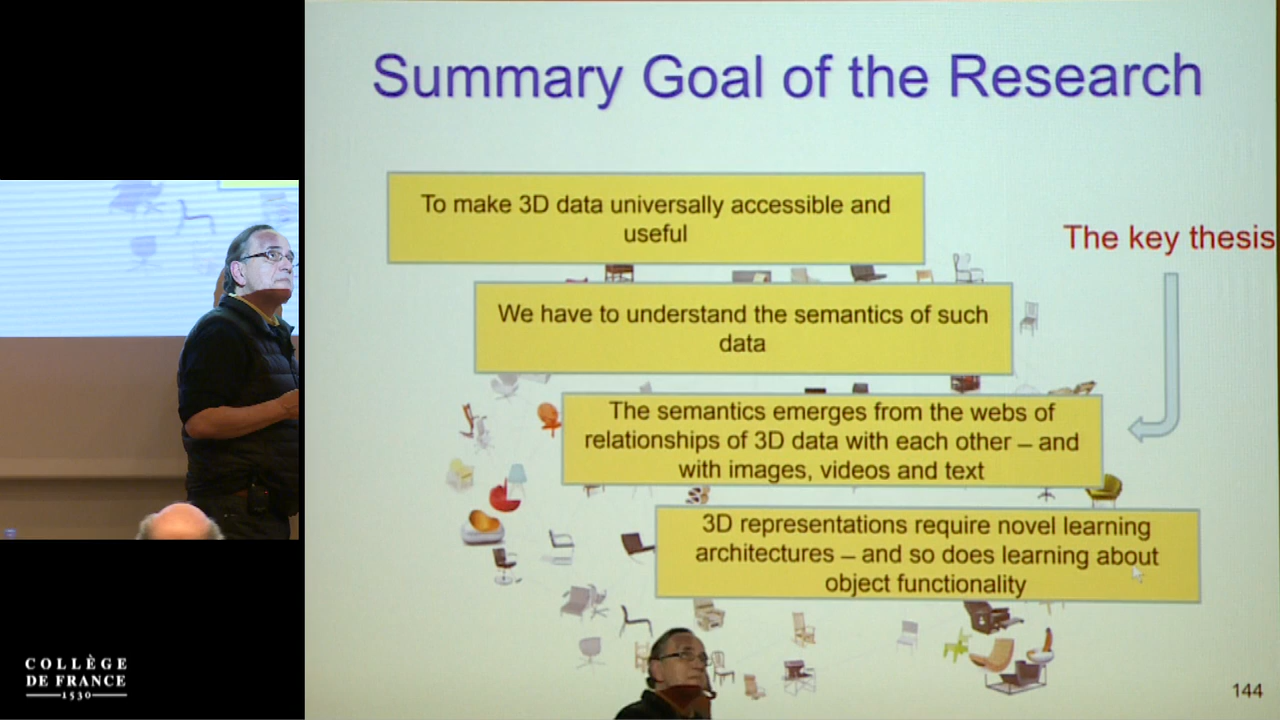 Summary Goal of the Research
To make 3D data universally accessible and
useful
The key thesis
We have to understand the semantics of such
data
The semantics emerges from the webs of
relationships of 3D data with each other – and
with images, videos and text
3D representations require novel learning
architectures – and so does learning about
object functionality
COLLÈGE
DE FRANCE
1530
144